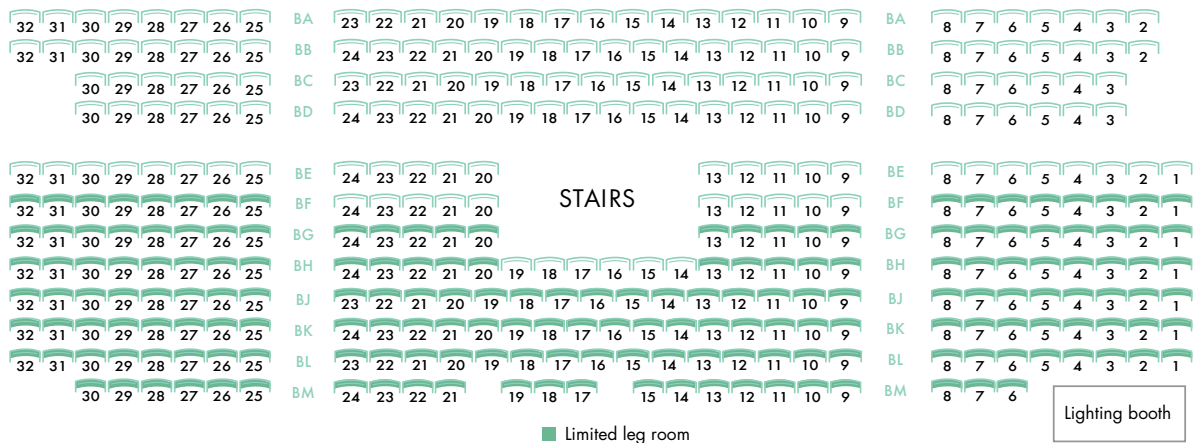 32 31 30 29 28 27 26 25 BA 23 22 21 20 19 18 17 16 15 14 13 12 11 10 9 BA 8 7 6 5 4 3 2
32 31 30 29 28 27 26 25 BB 24 23 22 21 20 19 18 17 16 15 14 13 12 11 10 9 BB 8 7 6 5 4 3 2
30 29 28 27 26 25 BC 23 22 21 20 19 18 17 16 15 14 13 12 11 10 9 BC 8 7 6 5 4 3
30 29 28 27 26 25 BD 24 23 22 21 20 19 18 17 16 15 14 13 12 11 10 9 BD 8 7 6 5 4 3
32 31 30 29 28 27 26 25 BE 24 23 22 21 20 13 12 11 10 9 BE 8 7 6 5 4 3 2 1
STAIRS
32 31 30 29 28 27 26 25 BF 24 23 22 21 20 13 12 11 10 9 BF 8 7 6 5 4 3 2 1
32 31 30 29 28 27 26 25 BG 24 23 22 21 20 13 12 11 10 9 BG 8 7 6 5 4 3 2 1
32 31 30 29 28 27 26 25 BH 24 23 22 21 20 19 18 17 16 15 14 13 12 11 10 9 BH 8 7 6 5 4 3 2 1
32 31 30 29 28 27 26 25 BJ 23 22 21 20 19 18 17 16 15 14 13 12 11 10 9 BJ 8 7 6 5 4 3 2 1
32 31 30 29 28 27 26 25 BK 24 23 22 21 20 19 18 17 16 15 14 13 12 11 10 9 BK 8 7 6 5 4 3 2 1
32 31 30 29 28 27 26 25 BL 23 22 21 20 19 18 17 16 15 14 13 12 11 10 9 BL 8 7 6 5 4 3 2 1
30 29 28 27 26 25 BM 24 23 22 21 19 18 17 15 14 13 12 11 10 9 BM 8 7 6
Lighting booth
Limited leg room